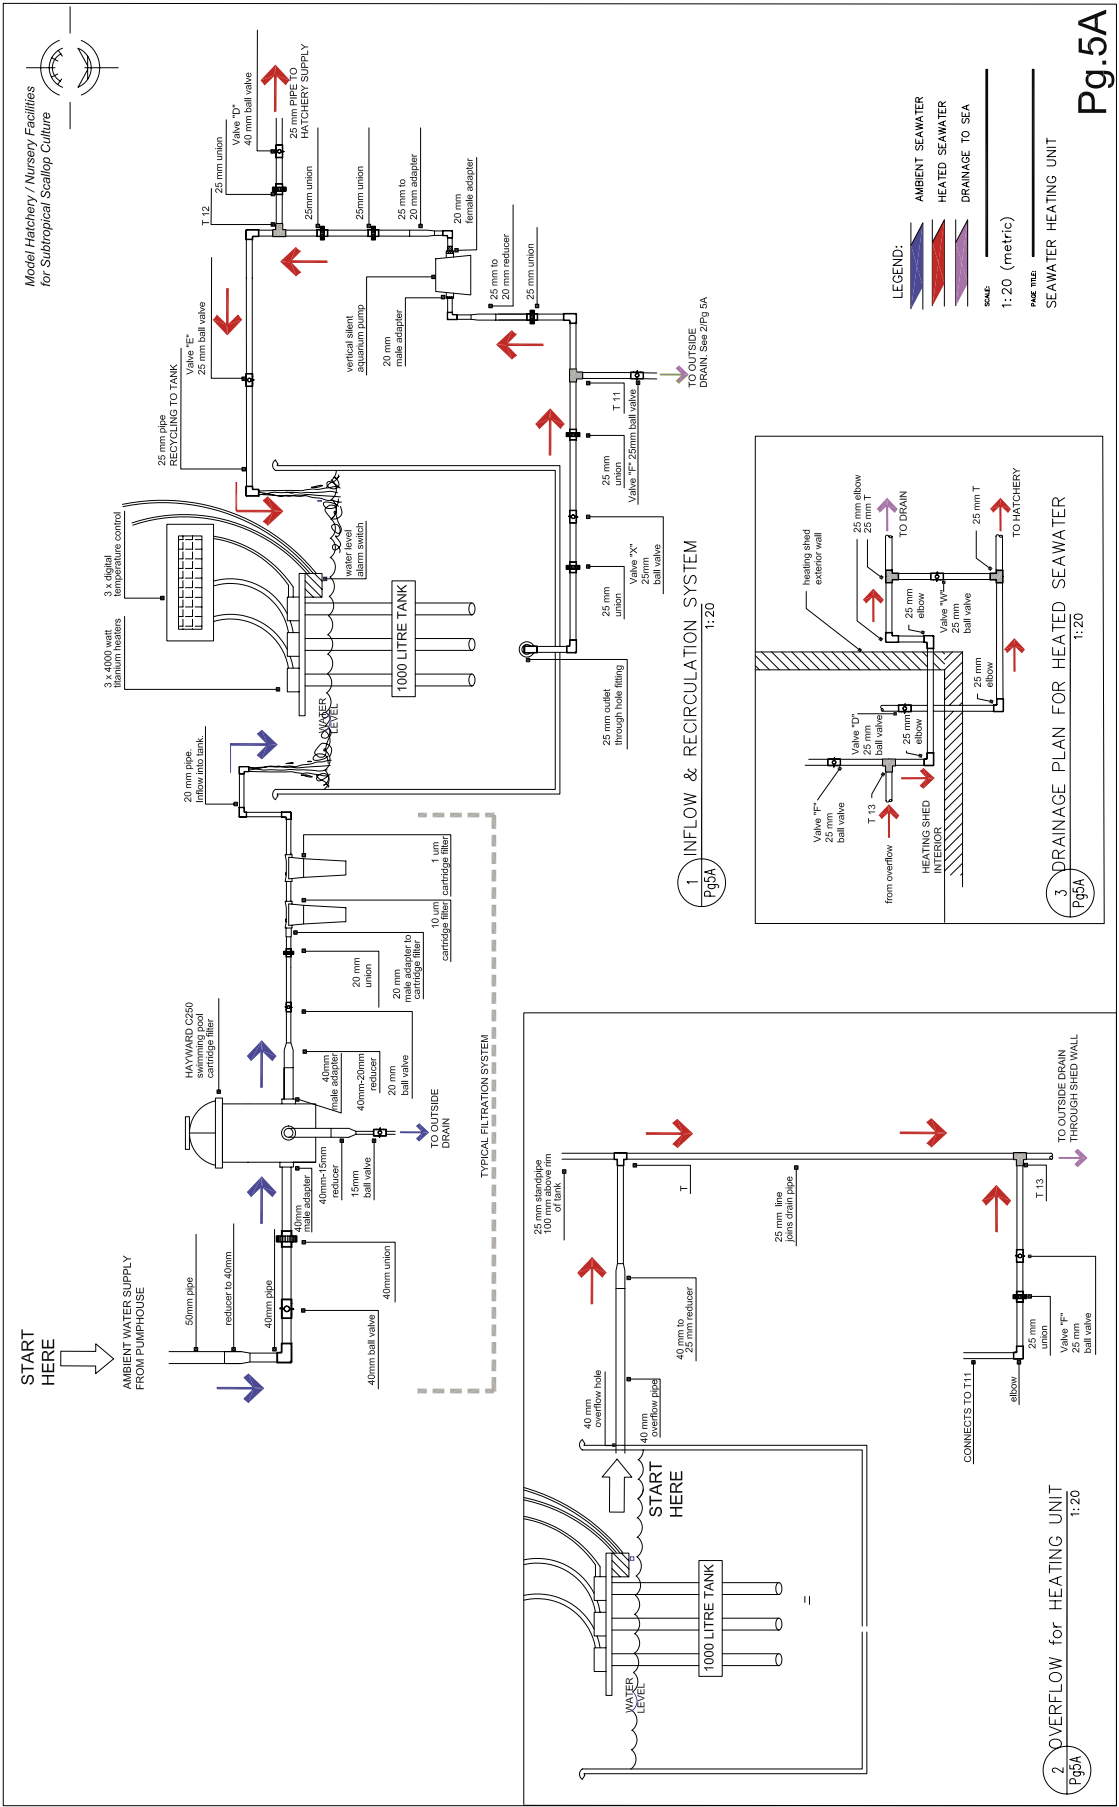 Model Hatchery / Nursery Facilities
for Subtropical Scallop Culture
START
HERE
AMBIENT WATER SUPPLY
FROM PUMPHOUSE
50mm pipe
reducer to 40mm
40mm pipe
40mm ball valve
40mm union
40mm
male adapter
40mm-15mm
reducer
15mm
ball valve
TO OUTSIDE
DRAIN
HAYWARD C250
swimming pool
cartridge filter
40mm
male adapter
40mm-20mm
reducer
20 mm
ball valve
20 mm
union
20 mm
male adapter to
cartridge filter
10 um
cartridge filter
1 um
cartridge filter
TYPICAL FILTRATION SYSTEM
20 mm pipe.
Inflow into tank.
3 x 4000 watt
titanium heaters
3 x digital
temperature control
WATER
LEVEL
1000 LITRE TANK
water level
alarm switch
25 mm pipe
RECYCLING TO TANK
Valve "E"
25 mm ball valve
T 12
25 mm union
Valve "D"
40 mm ball valve
25 mm PIPE TO
HATCHERY SUPPLY
25mm union
25mm union
25 mm to
20 mm adapter
20 mm
female adapter
vertical silent
aquarium pump
20 mm
male adapter
25 mm to
20 mm reducer
25 mm union
TO OUTSIDE
DRAIN. See 2/Pg 5A
T 11
Valve "F" 25mm ball valve
25 mm
union
Valve "X"
25mm
ball valve
25 mm
union
25 mm outlet
through hole fitting
1
Pg5A
INFLOW & RECIRCULATION SYSTEM
1:20
WATER
LEVEL
1000 LITRE TANK
=
START
HERE
40 mm
overflow hole
40 mm
overflow pipe
40 mm to
25 mm reducer
25 mm standpipe
100 mm above rim
of tank
T
25 mm line
joins drain pipe
T 13
TO OUTSIDE DRAIN
THROUGH SHED WALL
CONNECTS TO T11
elbow
25 mm
union
Valve "F"
25 mm
ball valve
2
Pg5A
OVERFLOW for HEATING UNIT
1:20
Valve "F"
25 mm
ball valve
from overflow
T 13
HEATING SHED
INTERIOR
Valve "D"
25 mm
ball valve
25 mm
elbow
25 mm
elbow
heating shed
exterior wall
25 mm
elbow
Valve "W"
25 mm
ball valve
25 mm elbow
25 mm T
TO DRAIN
25 mm T
TO HATCHERY
3
Pg5A
DRAINAGE PLAN FOR HEATED SEAWATER
1:20
LEGEND:
AMBIENT SEAWATER
HEATED SEAWATER
DRAINAGE TO SEA
SCALE:
1:20 (metric)
PAGE TITLE:
SEAWATER HEATING UNIT
Pg.5A